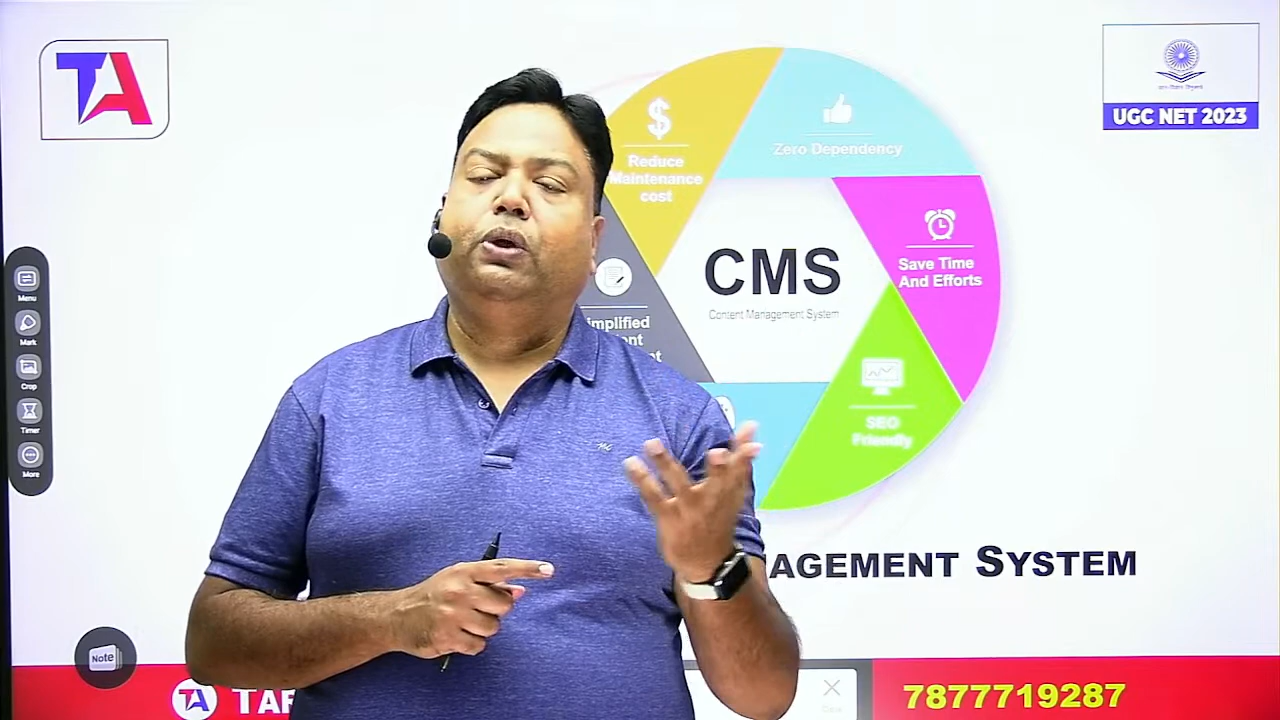 TA
UGC NET 2023
$
Reduce
Maintenance
cost
Zero Dependency
Save Time
And Efforts
CMS
Content Management System
SEO
Friendly
Menu
Mark
Crop
Timer
More
AGEMENT SYSTEM
Note
TA
7877719287